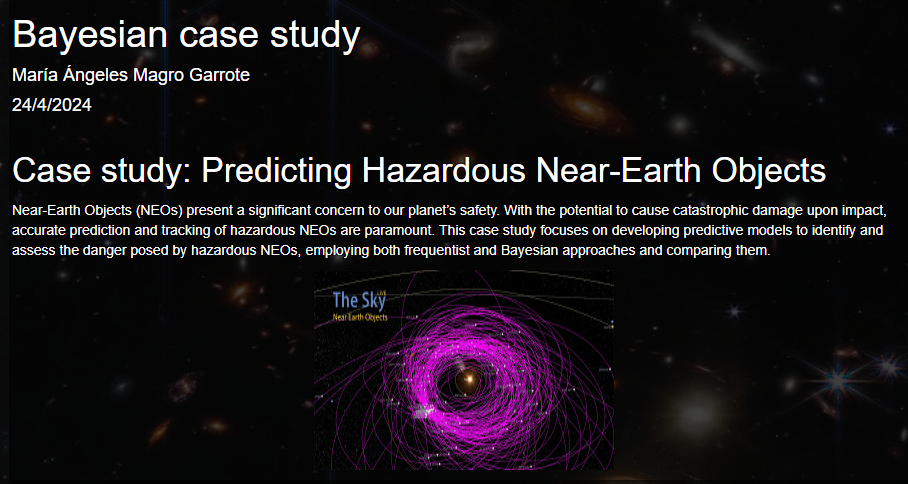 Bayesian case study
María Ángeles Magro Garrote
24/4/2024
Case study: Predicting Hazardous Near-Earth Objects
Near-Earth Objects (NEOs) present a significant concern to our planet's safety. With the potential to cause catastrophic damage upon impact,
accurate prediction and tracking of hazardous NEOs are paramount. This case study focuses on developing predictive models to identify and
assess the danger posed by hazardous NEOs, employing both frequentist and Bayesian approaches and comparing them.
The Sky LIVE
Near Earth Objects